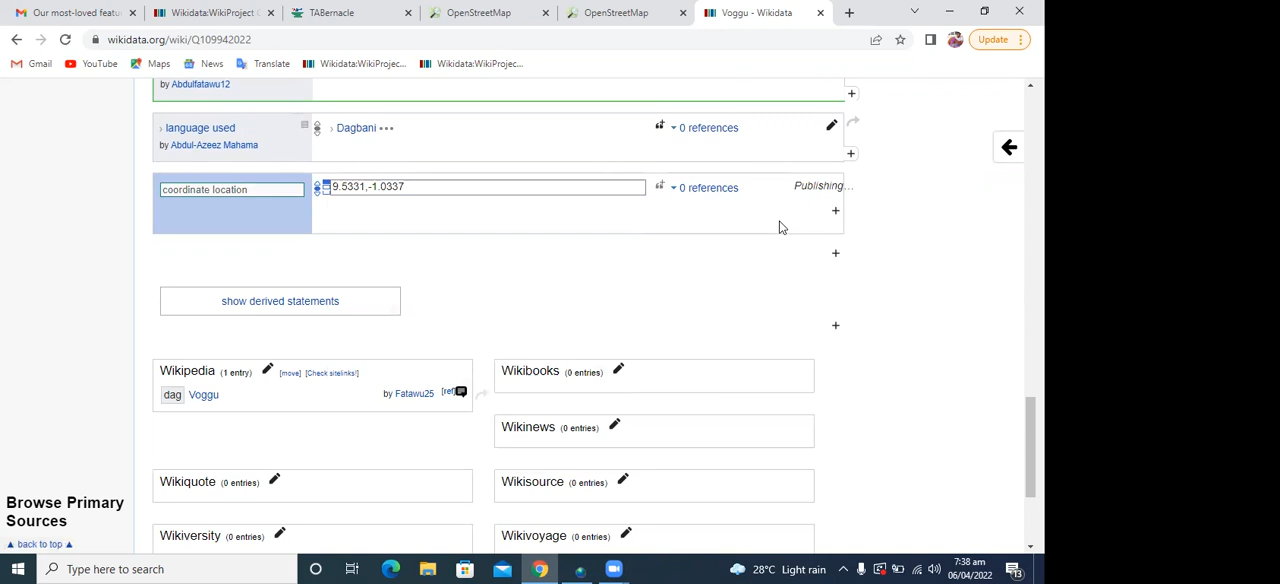 Our most-loved featu
Wikidata:WikiProject C
TABernacle
OpenStreetMap
OpenStreetMap
Voggu - Wikidata
wikidata.org/wiki/Q109942022
Update
Gmail
YouTube
Maps
News
Translate
Wikidata:WikiProjec...
Wikidata:WikiProjec...
by Abdulfatawu12
language used
Dagbani
0 references
by Abdul-Azeez Mahama
coordinate location
9.5331,-1.0337
0 references
Publishing...
show derived statements
Wikipedia (1 entry)
[move] [Check sitelinks!]
dag Voggu
by Fatawu25 [ref]
Wikibooks (0 entries)
Wikinews (0 entries)
Wikiquote (0 entries)
Wikisource (0 entries)
Browse Primary
Sources
Wikiversity (0 entries)
Wikivoyage (0 entries)
▲ back to top ▲
Type here to search
28°C Light rain
7:38 am
06/04/2022
13